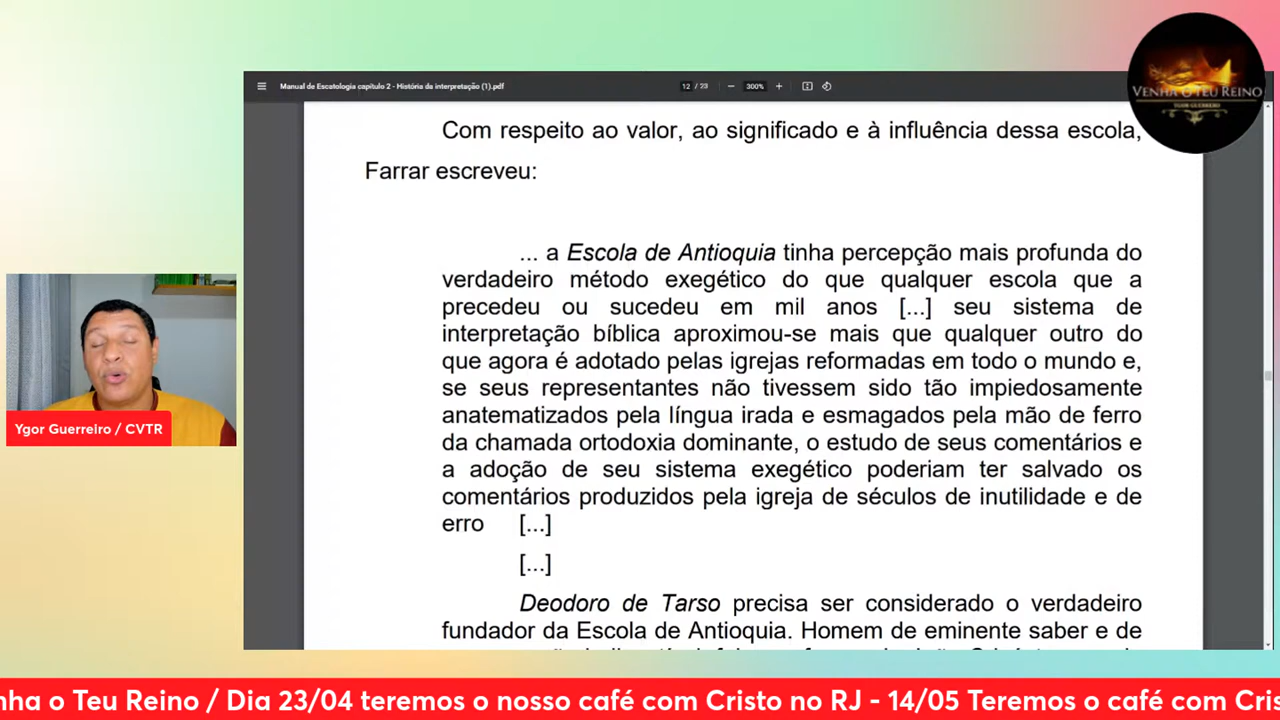 VENHA O TEU REINO
YGOR GUERRERO
Manual de Escatologia capitulo 2 - História da interpretação (1).pdf
12 / 23
300%
Com respeito ao valor, ao significado e à influência dessa escola,
Farrar escreveu:
... a Escola de Antioquia tinha percepção mais profunda do
verdadeiro método exegético do que qualquer escola que a
precedeu ou sucedeu em mil anos [...] seu sistema de
interpretação bíblica aproximou-se mais que qualquer outro do
que agora é adotado pelas igrejas reformadas em todo o mundo e,
se seus representantes não tivessem sido tão impiedosamente
anatematizados pela língua irada e esmagados pela mão de ferro
da chamada ortodoxia dominante, o estudo de seus comentários e
a adoção de seu sistema exegético poderiam ter salvado os
comentários produzidos pela igreja de séculos de inutilidade e de
erro [...]
[...]
Deodoro de Tarso precisa ser considerado o verdadeiro
fundador da Escola de Antioquia. Homem de eminente saber e de
Ygor Guerreiro / CVTR
nha o Teu Reino / Dia 23/04 teremos o nosso café com Cristo no RJ - 14/05 Teremos o café com Cris